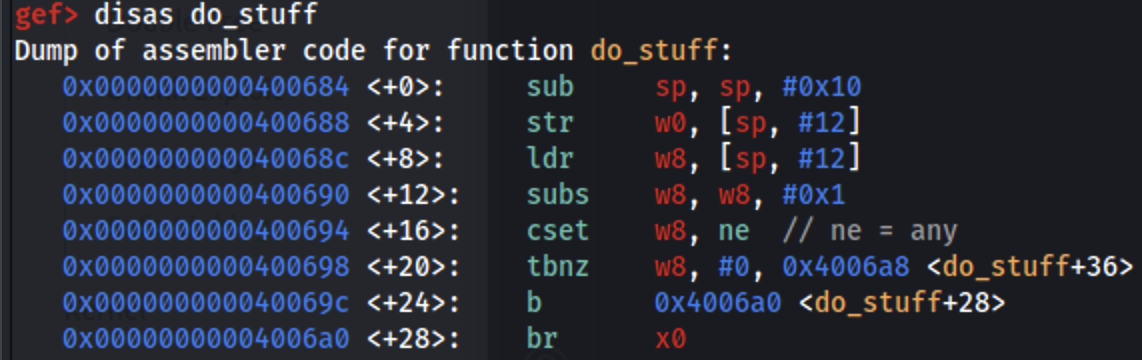 gef> disas do_stuff
Dump of assembler code for function do_stuff:
0x0000000000400684 <+0>: sub sp, sp, #0x10
0x0000000000400688 <+4>: str w0, [sp, #12]
0x000000000040068c <+8>: ldr w8, [sp, #12]
0x0000000000400690 <+12>: subs w8, w8, #0x1
0x0000000000400694 <+16>: cset w8, ne // ne = any
0x0000000000400698 <+20>: tbnz w8, #0, 0x4006a8 <do_stuff+36>
0x000000000040069c <+24>: b 0x4006a0 <do_stuff+28>
0x00000000004006a0 <+28>: br x0